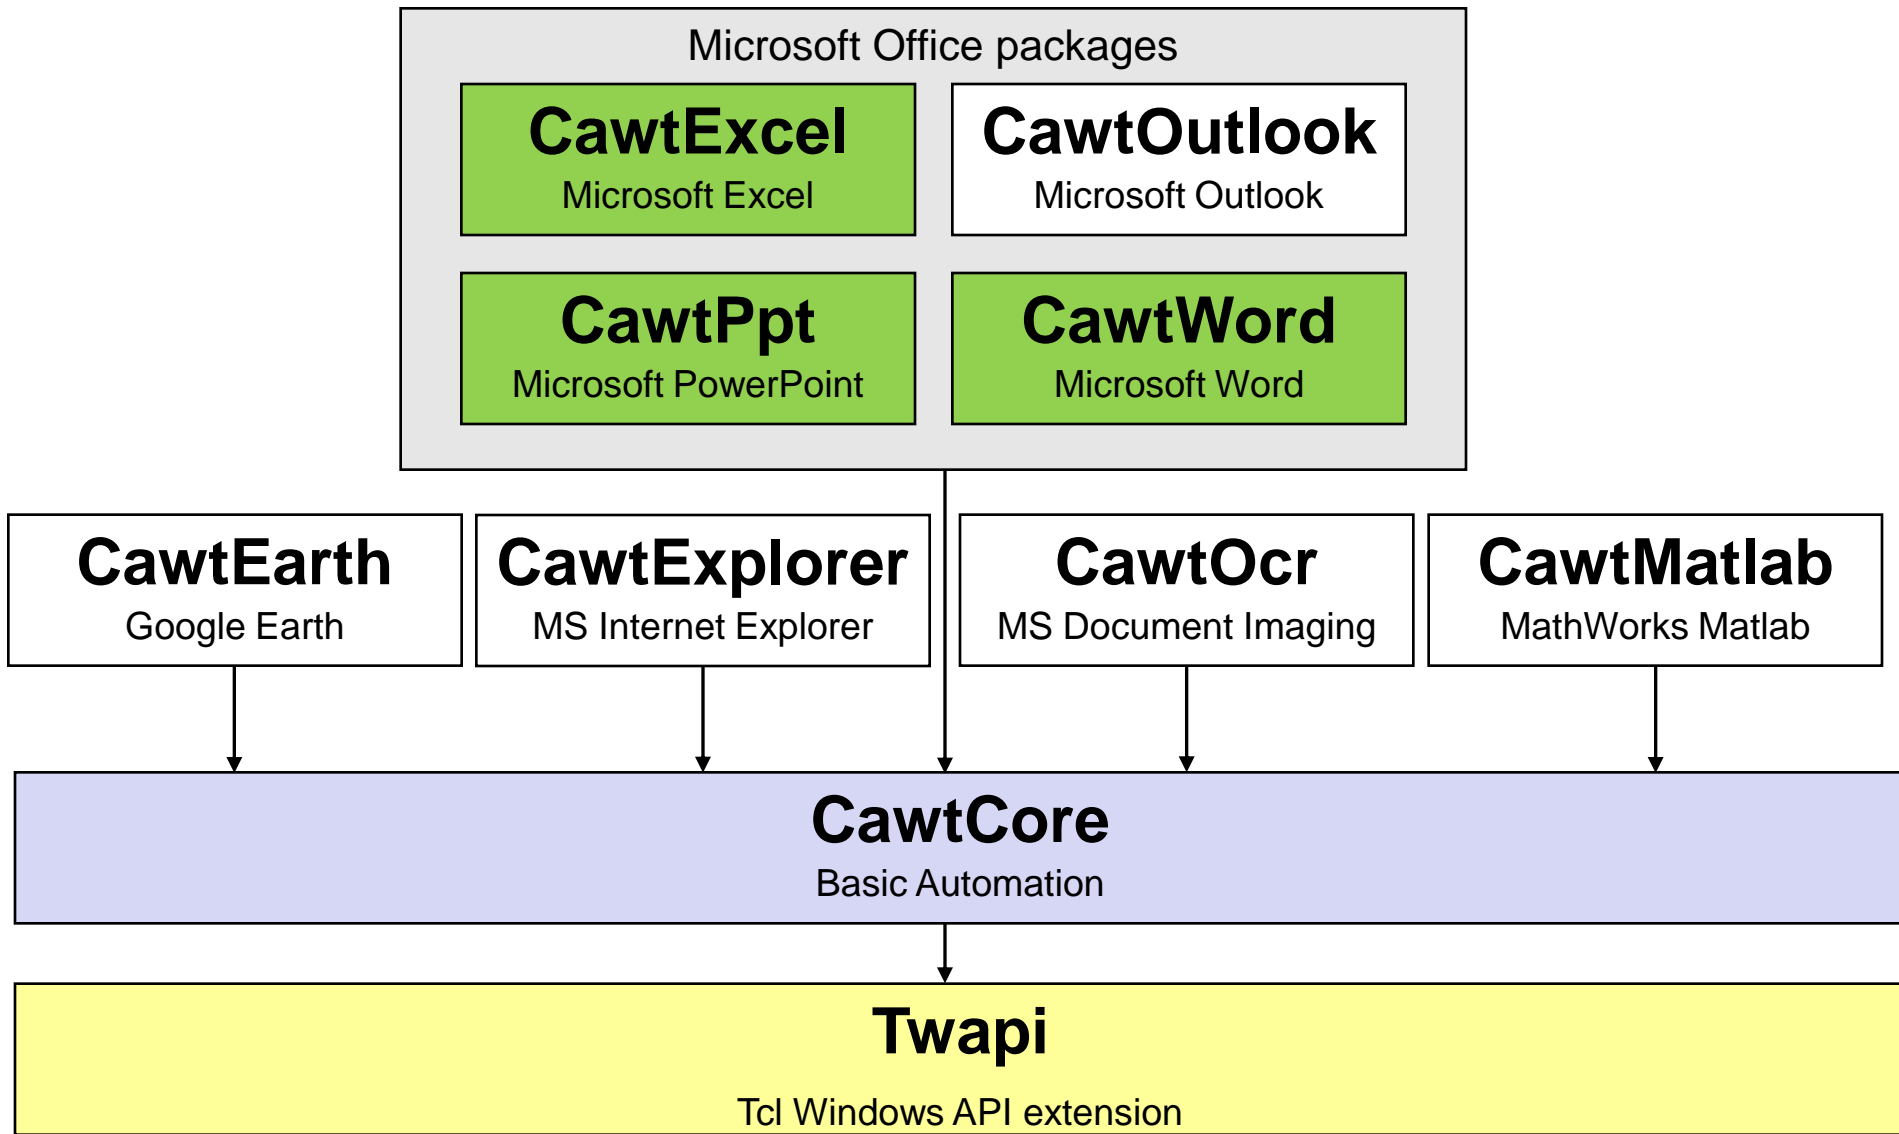 Microsoft Office packages
CawtExcel
Microsoft Excel
CawtOutlook
Microsoft Outlook
CawtPpt
Microsoft PowerPoint
CawtWord
Microsoft Word
CawtEarth
Google Earth
CawtExplorer
MS Internet Explorer
CawtOcr
MS Document Imaging
CawtMatlab
MathWorks Matlab
CawtCore
Basic Automation
Twapi
Tcl Windows API extension